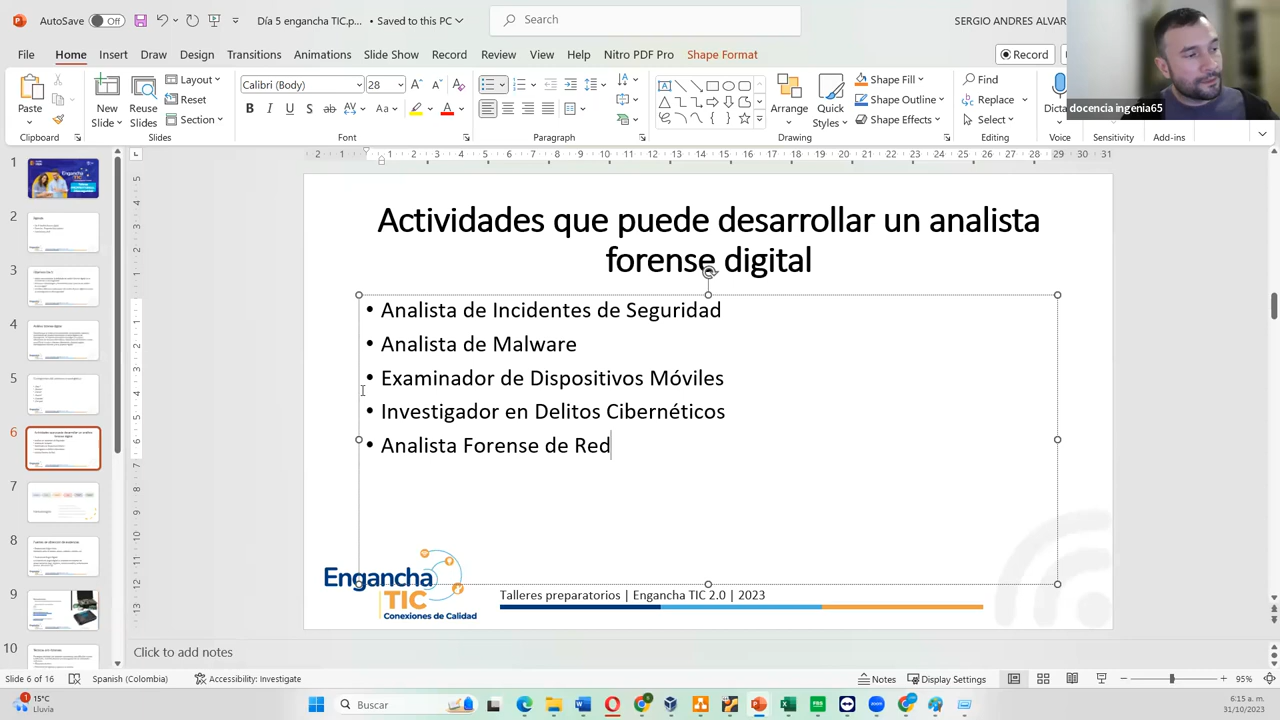 AutoSave Off Día 5 engancha TIC.p... • Saved to this PC Search SERGIO ANDRES ALVAR
File Home Insert Draw Design Transitions Animations Slide Show Record Review View Help Nitro PDF Pro Shape Format Record
Paste New Slides Reuse Slides Layout Reset Section
Calibri (Body) 28
Arrange Quick Styles Shape Fill Shape Outline Shape Effects Find Replace Select Dicta
Clipboard Slides Font Paragraph Drawing Editing Voice Sensitivity Add-ins
docencia ingenia65
Actividades que puede desarrollar un analista
forense digital
• Analista de Incidentes de Seguridad
• Analista de Malware
• Examinador de Dispositivos Móviles
• Investigador en Delitos Cibernéticos
• Analista Forense de Red
Engancha
TIC
Conexiones de Calidad
Talleres preparatorios | Engancha TIC 2.0 | 2023
Click to add notes
Slide 6 of 16 Spanish (Colombia) Accessibility: Investigate Notes Display Settings 95%
15°C
Lluvia
Buscar
6:15 a. m.
31/10/2023